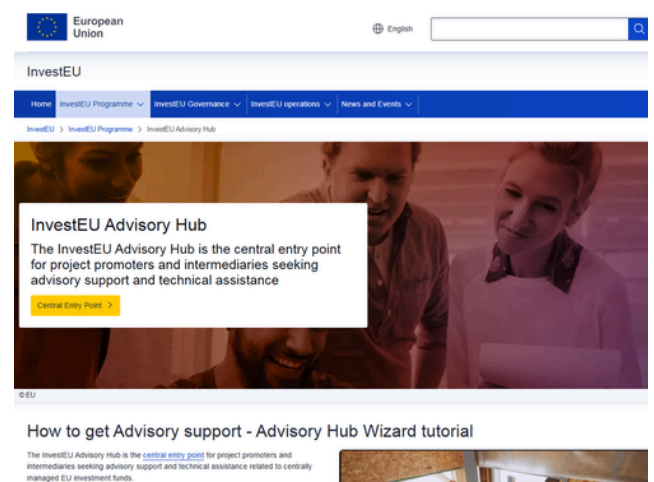 European
Union
English
InvestEU
Home InvestEU Programme InvestEU Governance InvestEU operations News and Events
InvestEU > InvestEU Programme > InvestEU Advisory Hub
InvestEU Advisory Hub
The InvestEU Advisory Hub is the central entry point
for project promoters and intermediaries seeking
advisory support and technical assistance
Central Entry Point >
© EU
How to get Advisory support - Advisory Hub Wizard tutorial
The InvestEU Advisory Hub is the central entry point for project promoters and
intermediaries seeking advisory support and technical assistance related to centrally
managed EU investment funds.